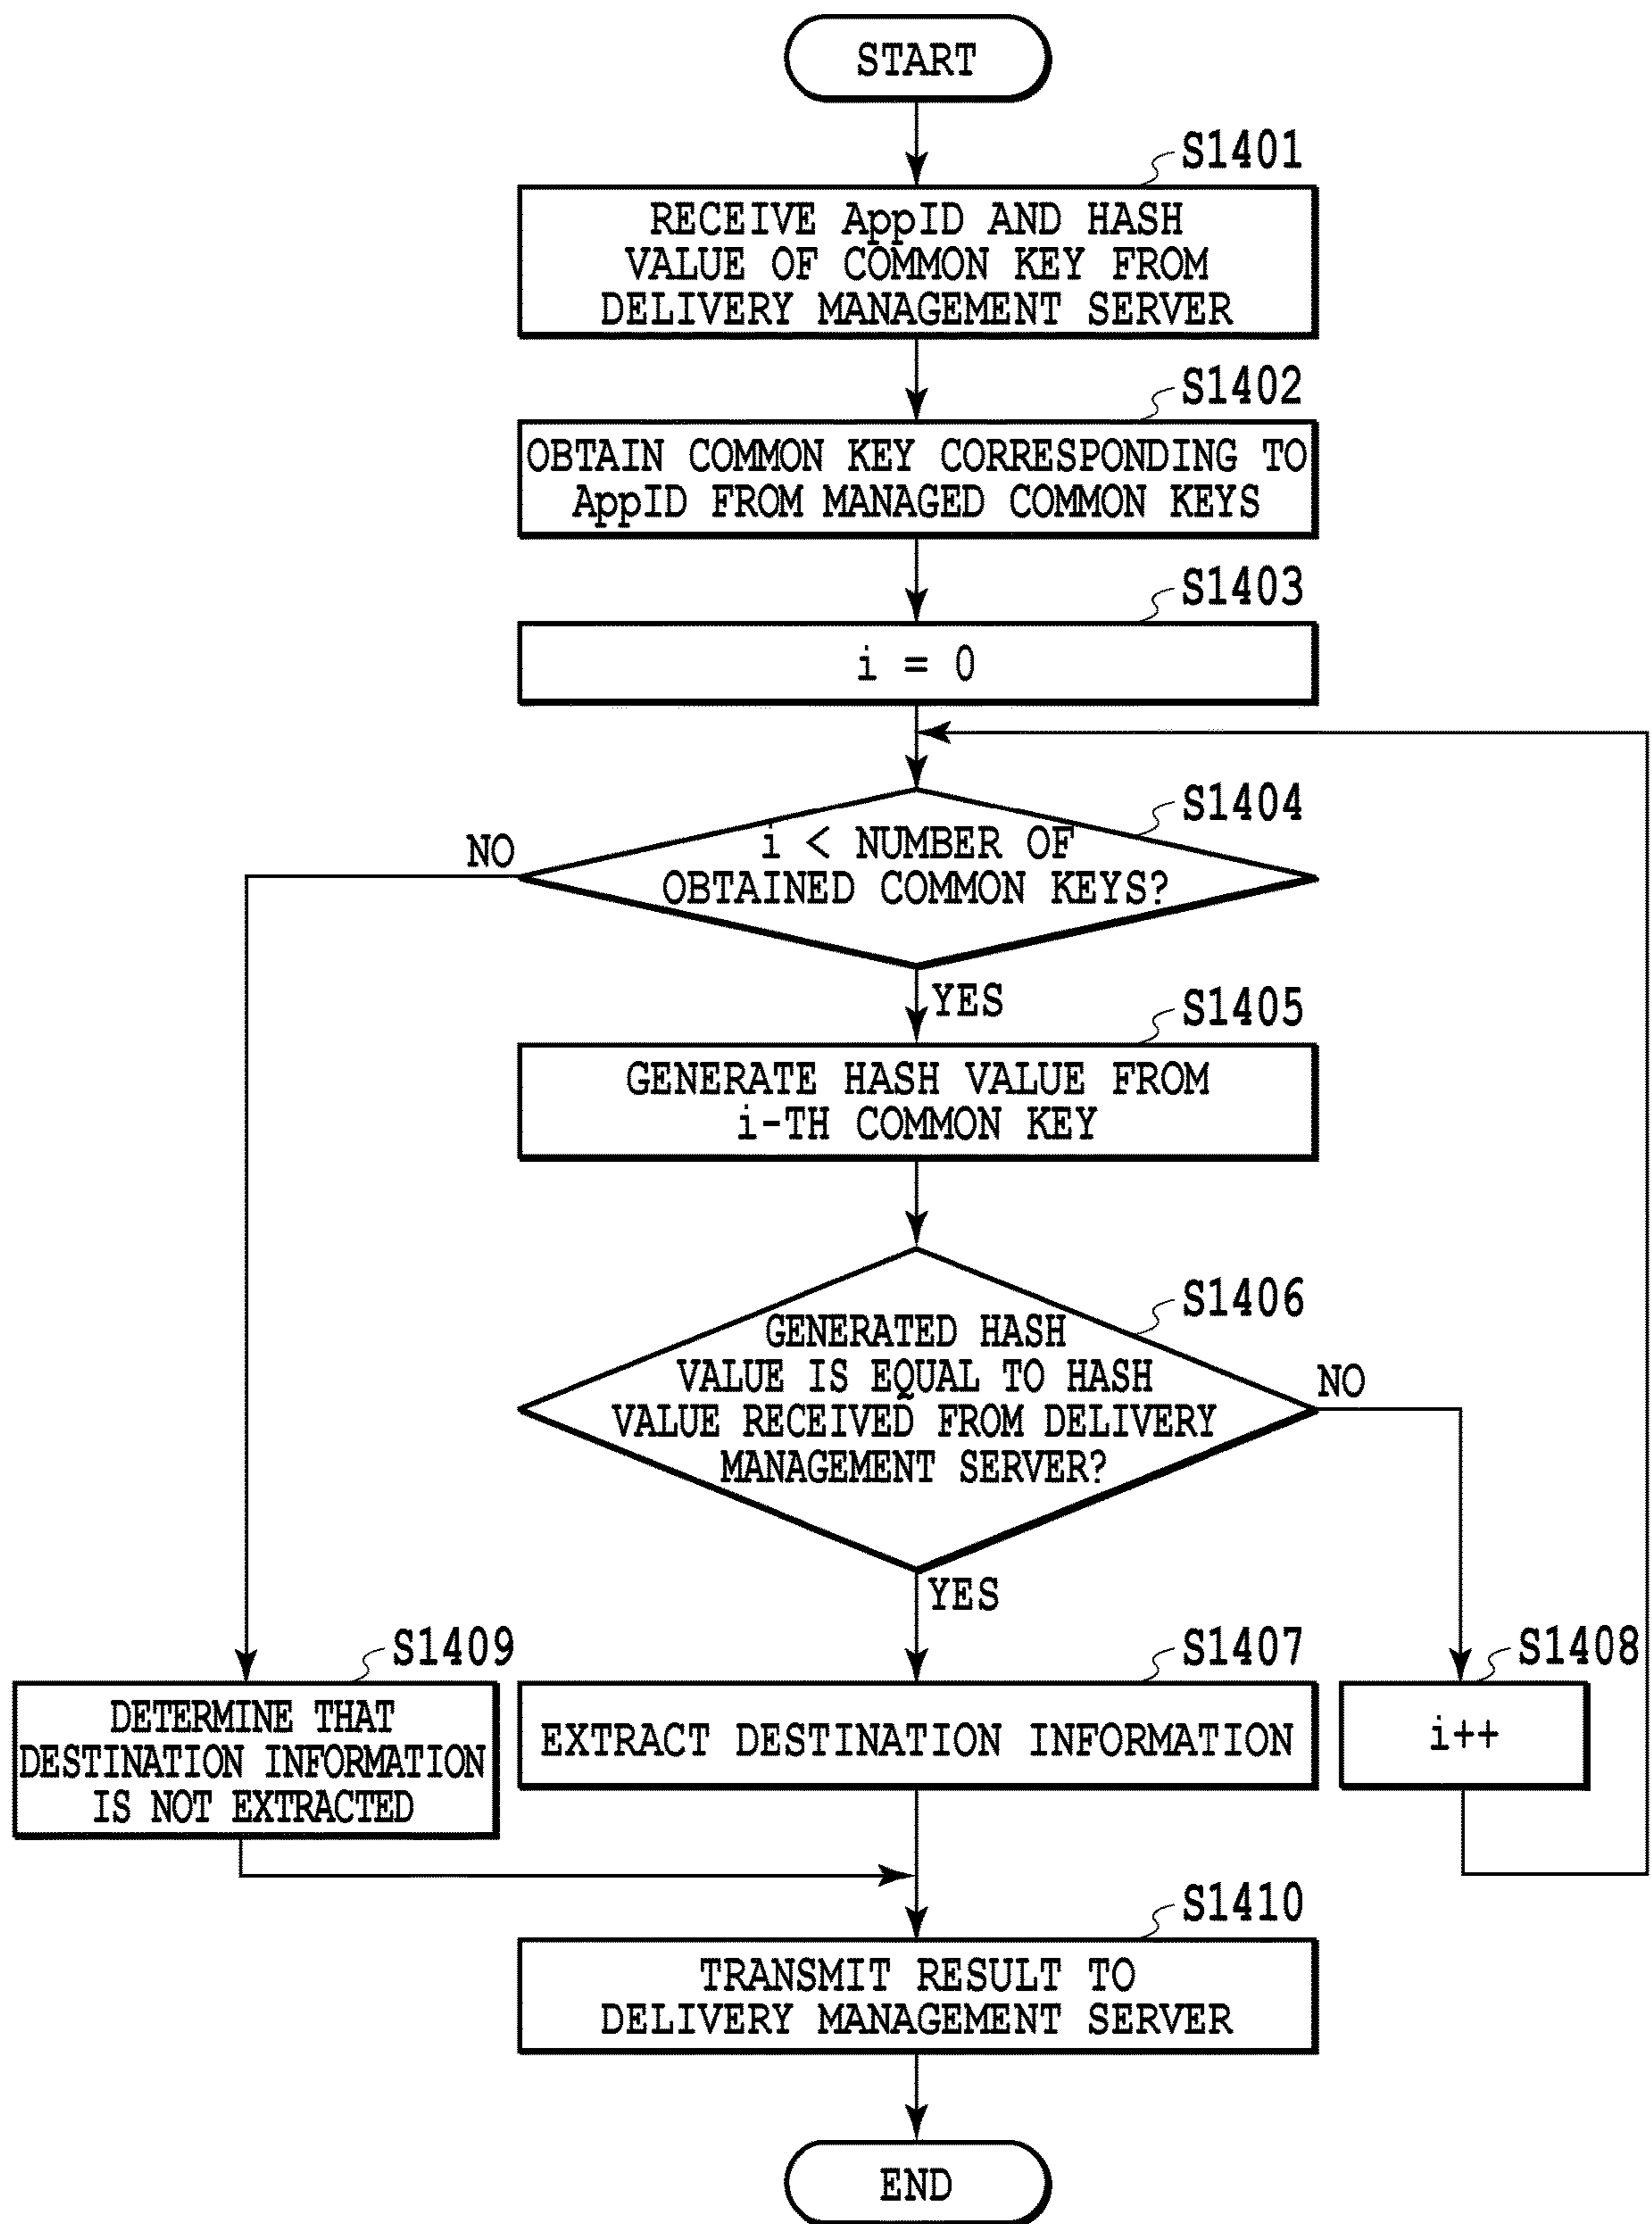 START
S1401
RECEIVE AppID AND HASH
VALUE OF COMMON KEY FROM
DELIVERY MANAGEMENT SERVER
S1402
OBTAIN COMMON KEY CORRESPONDING TO
AppID FROM MANAGED COMMON KEYS
S1403
i = 0
S1404
i < NUMBER OF
OBTAINED COMMON KEYS?
NO
YES
S1405
GENERATE HASH VALUE FROM
i-TH COMMON KEY
S1406
GENERATED HASH
VALUE IS EQUAL TO HASH
VALUE RECEIVED FROM DELIVERY
MANAGEMENT SERVER?
NO
YES
S1409
DETERMINE THAT
DESTINATION INFORMATION
IS NOT EXTRACTED
S1407
EXTRACT DESTINATION INFORMATION
S1408
i++
S1410
TRANSMIT RESULT TO
DELIVERY MANAGEMENT SERVER
END